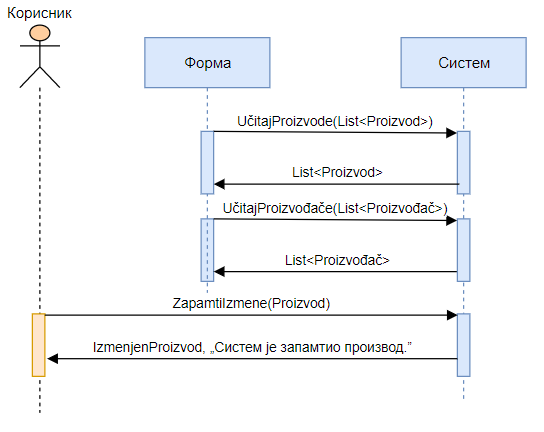 Корисник
Форма
Систем
UčitajProizvode(List<Proizvod>)
List<Proizvod>
UčitajProizvođače(List<Proizvođač>)
List<Proizvođač>
ZapamtiIzmene(Proizvod)
IzmenjenProizvod, „Систем је запамтио производ.”